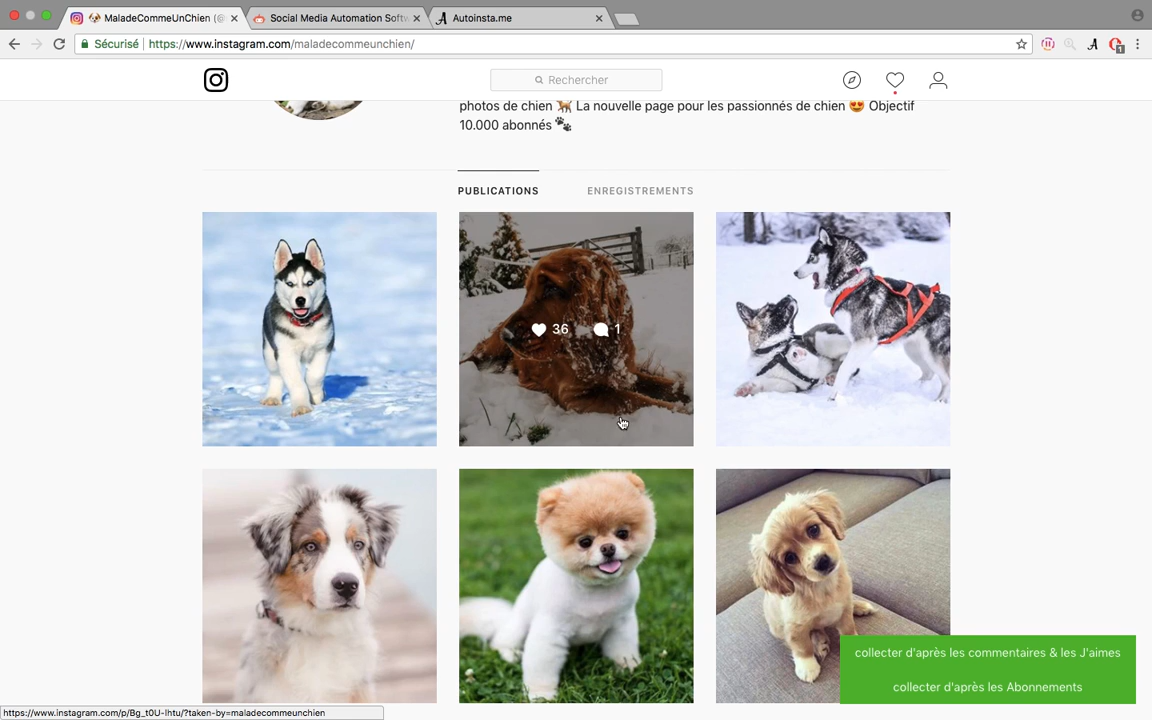 🐶 MaladeCommeUnChien (@
Social Media Automation Softw
Autoinsta.me
Sécurisé
https://www.instagram.com/maladecommeunchien/
1
Rechercher
photos de chien 🐕 La nouvelle page pour les passionnés de chien 😍 Objectif
10.000 abonnés 🐾
PUBLICATIONS
ENREGISTREMENTS
36 1
collecter d'après les commentaires & les J'aimes
collecter d'après les Abonnements
https://www.instagram.com/p/Bg_t0U-lhtu/?taken-by=maladecommeunchien